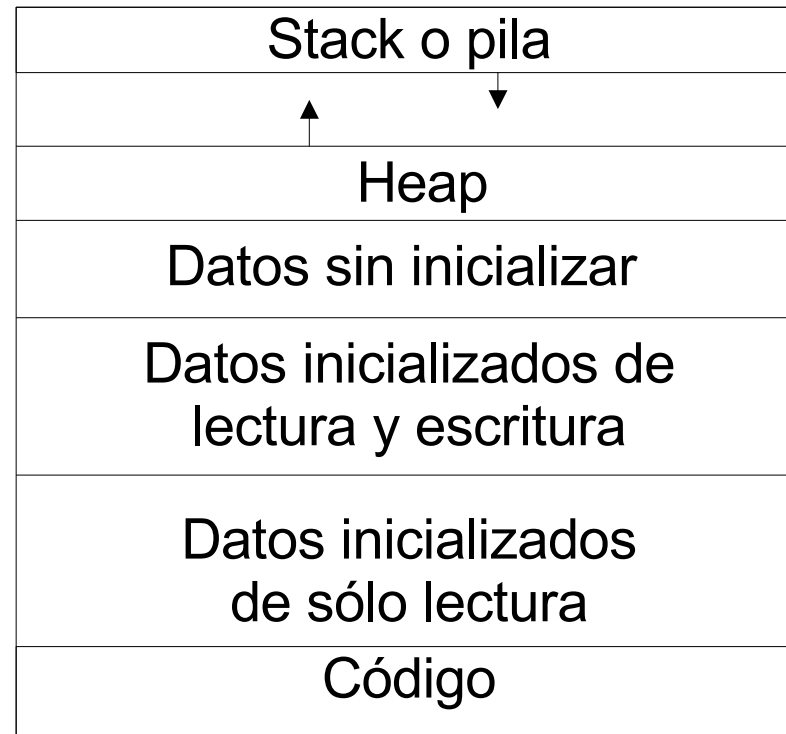 Stack o pila
Heap
Datos sin inicializar
Datos inicializados de
lectura y escritura
Datos inicializados
de sólo lectura
Código